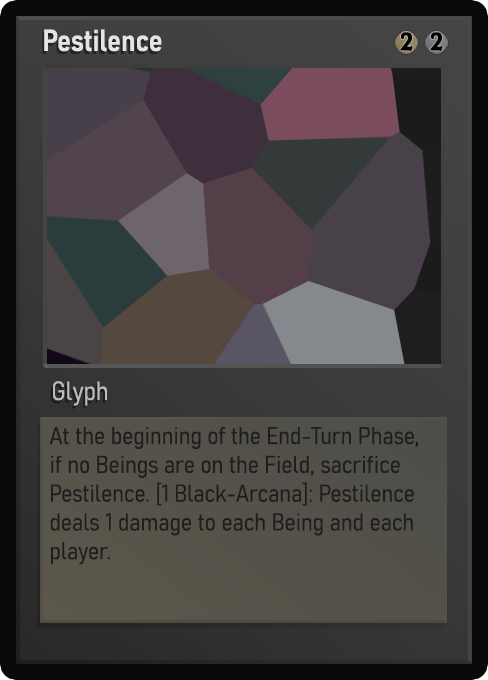 Pestilence 2 2
Glyph
At the beginning of the End-Turn Phase,
if no Beings are on the Field, sacrifice
Pestilence. [1 Black-Arcana]: Pestilence
deals 1 damage to each Being and each
player.